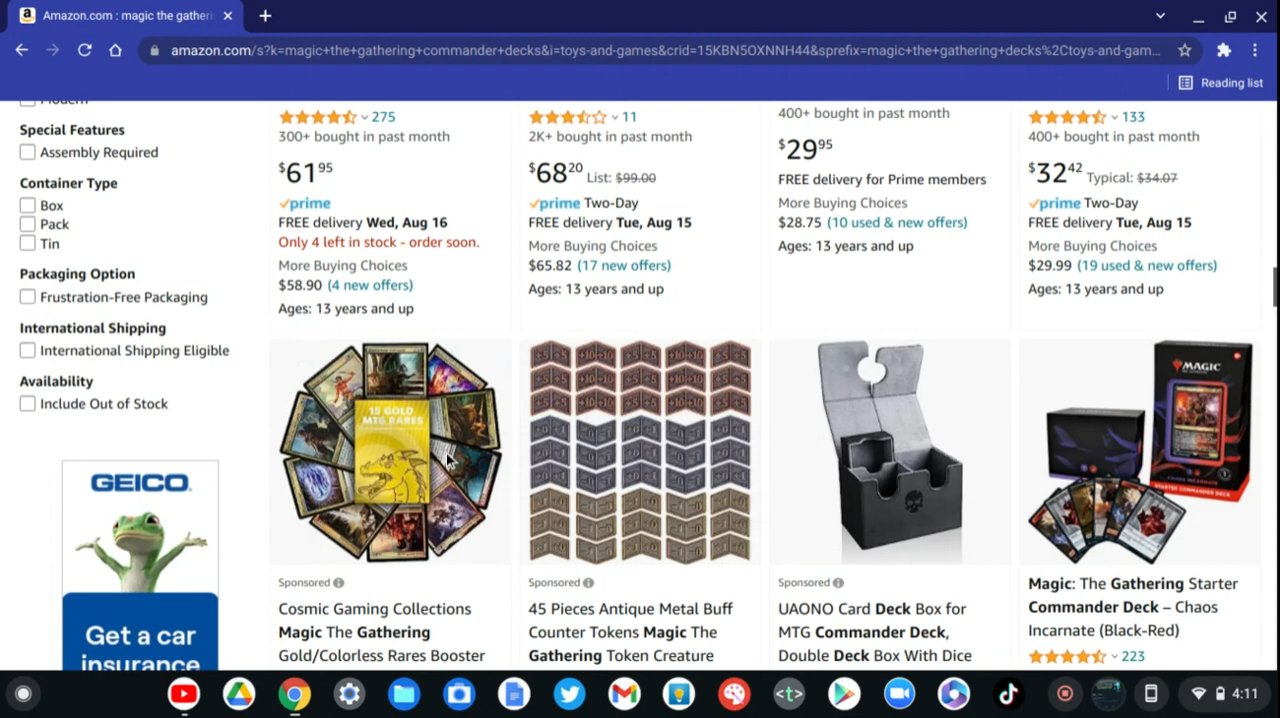 Amazon.com : magic the gatheri
amazon.com/s?k=magic+the+gathering+commander+decks&i=toys-and-games&crid=15KBN5OXNNH44&sprefix=magic+the+gathering+decks%2Ctoys-and-gam...
Reading list
Modern
Special Features
Assembly Required
Container Type
Box
Pack
Tin
Packaging Option
Frustration-Free Packaging
International Shipping
International Shipping Eligible
Availability
Include Out of Stock
GEICO.
Get a car
insurance
275
300+ bought in past month
$61 95
prime
FREE delivery Wed, Aug 16
Only 4 left in stock - order soon.
More Buying Choices
$58.90 (4 new offers)
Ages: 13 years and up
11
2K+ bought in past month
$68 20 List: $99.00
prime Two-Day
FREE delivery Tue, Aug 15
More Buying Choices
$65.82 (17 new offers)
Ages: 13 years and up
400+ bought in past month
$29 95
FREE delivery for Prime members
More Buying Choices
$28.75 (10 used & new offers)
Ages: 13 years and up
133
400+ bought in past month
$32 42 Typical: $34.07
prime Two-Day
FREE delivery Tue, Aug 15
More Buying Choices
$29.99 (19 used & new offers)
Ages: 13 years and up
15 GOLD
MTG RARES
Sponsored
Cosmic Gaming Collections
Magic The Gathering
Gold/Colorless Rares Booster
Sponsored
45 Pieces Antique Metal Buff
Counter Tokens Magic The
Gathering Token Creature
Sponsored
UAONO Card Deck Box for
MTG Commander Deck,
Double Deck Box With Dice
MAGIC
CHAOS INCARNATE
STARTER COMMANDER DECK
Magic: The Gathering Starter
Commander Deck – Chaos
Incarnate (Black-Red)
223
4:11